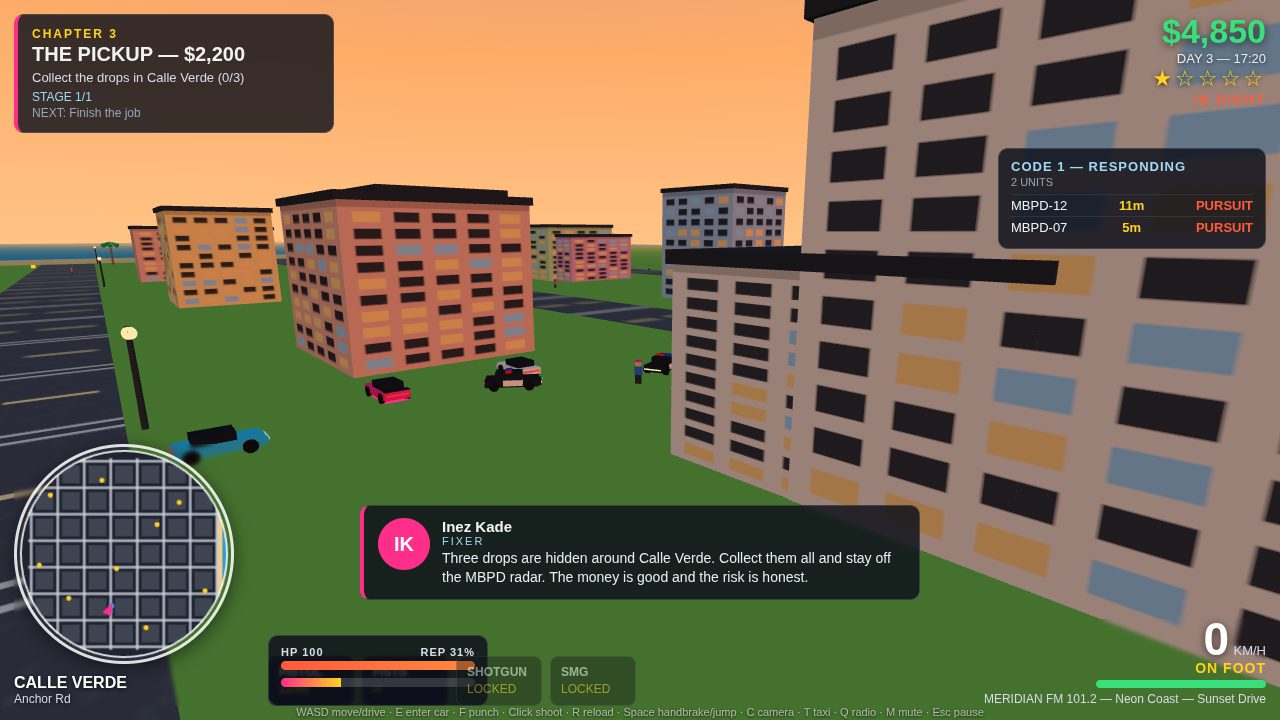 CHAPTER 3
THE PICKUP — $2,200
Collect the drops in Calle Verde (0/3)
STAGE 1/1
NEXT: Finish the job
$4,850
DAY 3 — 17:20
★☆☆☆☆
IN SIGHT
CODE 1 — RESPONDING
2 UNITS
MBPD-12 11m PURSUIT
MBPD-07 5m PURSUIT
IK
Inez Kade
FIXER
Three drops are hidden around Calle Verde. Collect them all and stay off
the MBPD radar. The money is good and the risk is honest.
CALLE VERDE
Anchor Rd
HP 100 REP 31%
SHOTGUN
LOCKED
SMG
LOCKED
0 KM/H
ON FOOT
MERIDIAN FM 101.2 — Neon Coast — Sunset Drive
WASD move/drive · E enter car · F punch · Click shoot · R reload · Space handbrake/jump · C camera · T taxi · Q radio · M mute · Esc pause